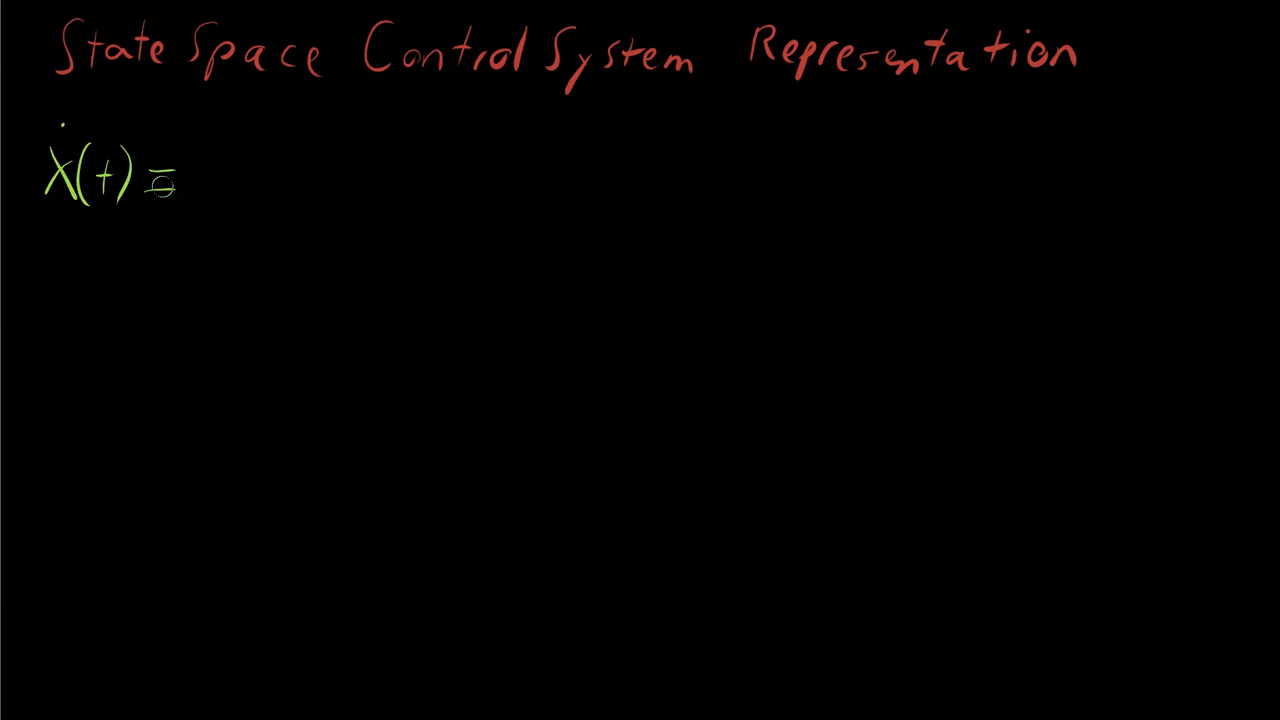 State Space Control System Representation
Ẋ(t) =